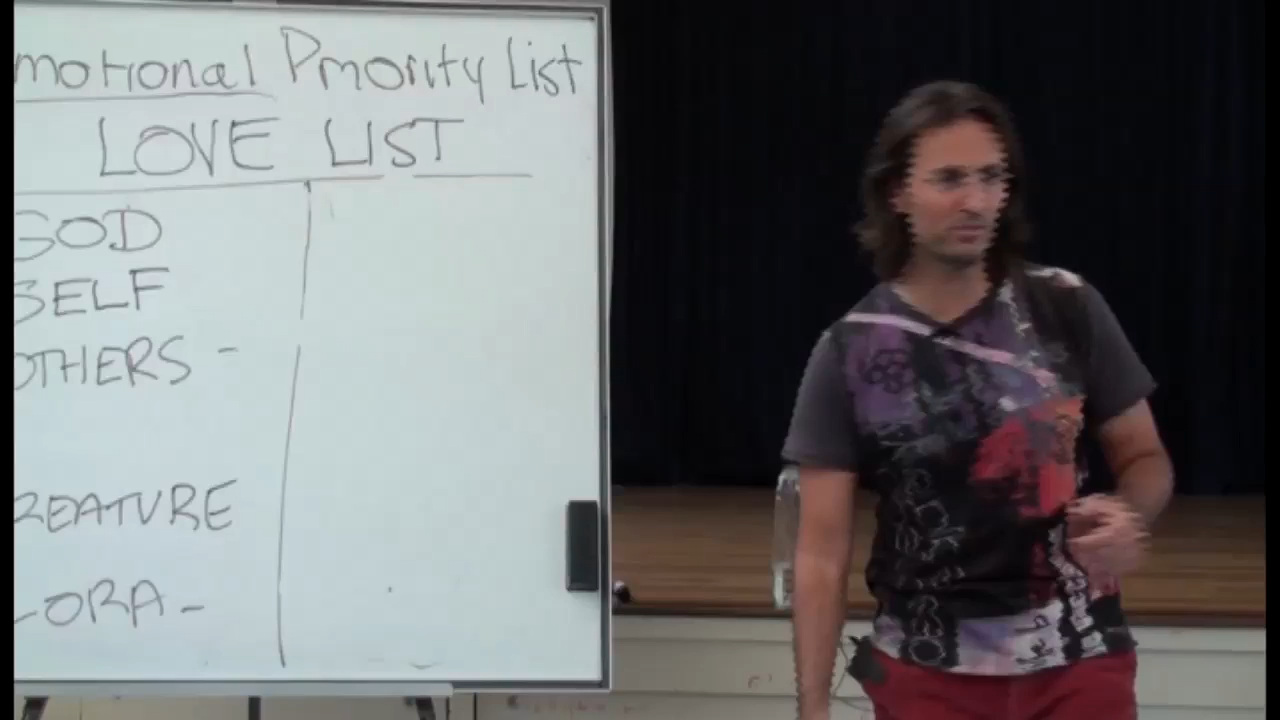 motional Priority List
LOVE LIST
GOD
SELF
OTHERS -
REATURE
LORA -